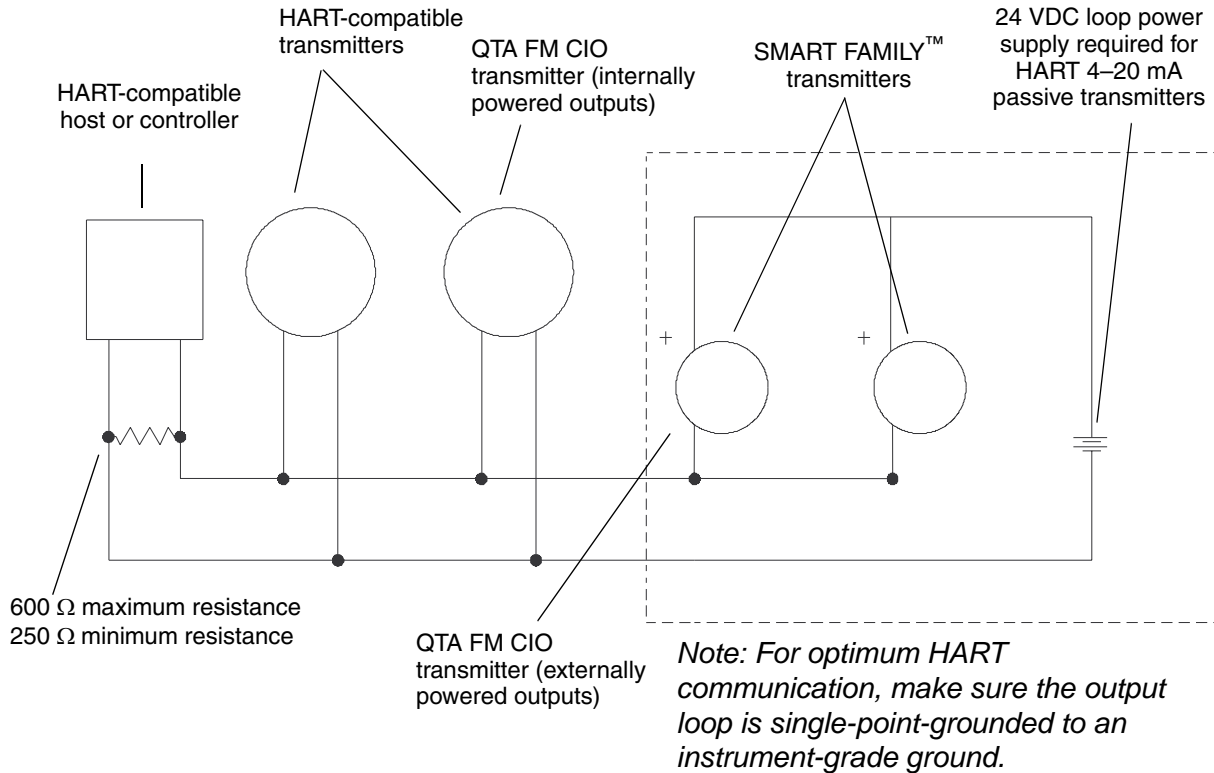 HART-compatible
transmitters
QTA FM CIO
transmitter (internally
powered outputs)
SMART FAMILY™
transmitters
24 VDC loop power
supply required for
HART 4–20 mA
passive transmitters
HART-compatible
host or controller
+
+
600 Ω maximum resistance
250 Ω minimum resistance
QTA FM CIO
transmitter (externally
powered outputs)
Note: For optimum HART
communication, make sure the output
loop is single-point-grounded to an
instrument-grade ground.